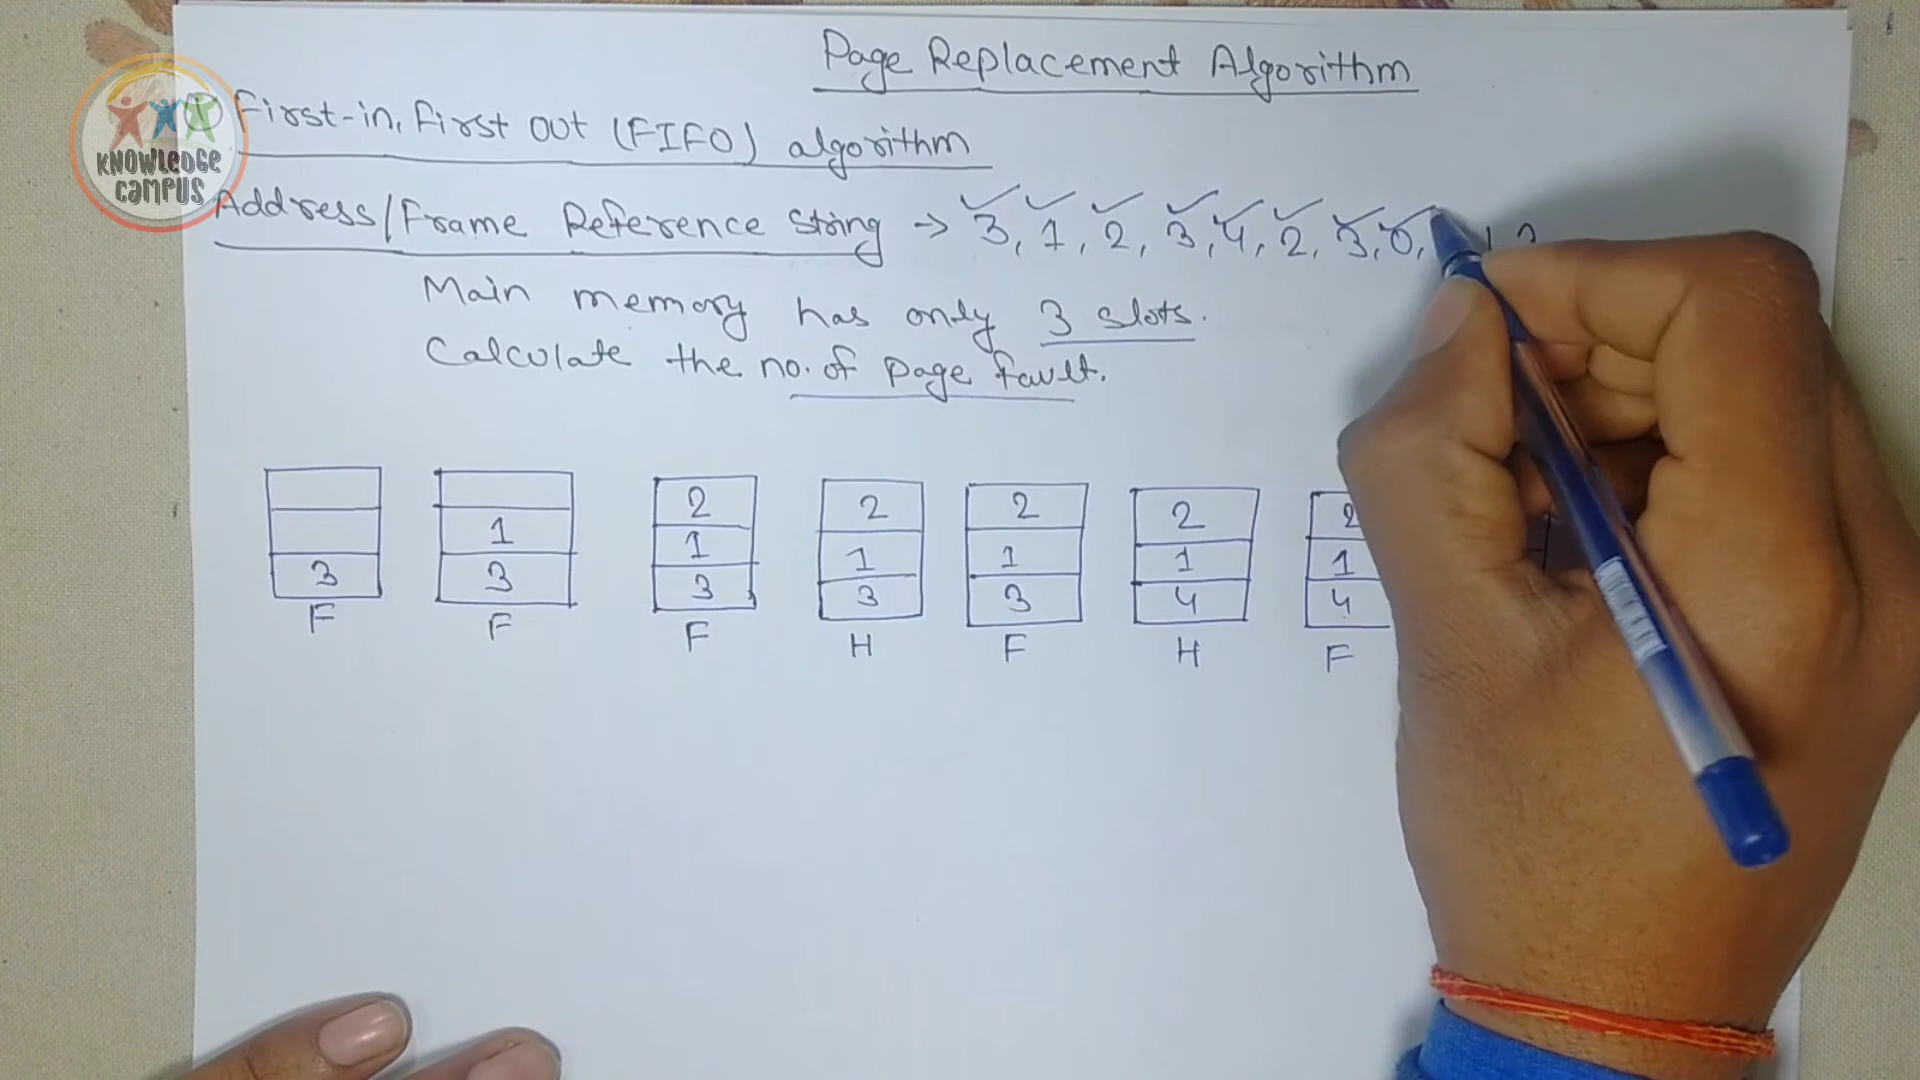 Page Replacement Algorithm
KNOWLEDGE
CAMPUS
First-in, First Out (FIFO) algorithm
Address/Frame Reference String → 3, 1, 2, 3, 4, 2, 3, 0,
Main memory has only 3 slots.
Calculate the no. of page fault.
2 2 2 2 2
1 1 1 1 1 1
3 3 3 3 3 4 4
F F F H F H F